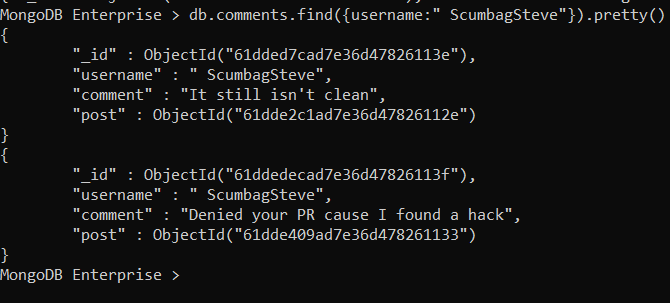 MongoDB Enterprise > db.comments.find({username:" ScumbagSteve"}).pretty()
{
        "_id" : ObjectId("61dded7cad7e36d47826113e"),
        "username" : " ScumbagSteve",
        "comment" : "It still isn't clean",
        "post" : ObjectId("61dde2c1ad7e36d47826112e")
}
{
        "_id" : ObjectId("61ddedecad7e36d47826113f"),
        "username" : " ScumbagSteve",
        "comment" : "Denied your PR cause I found a hack",
        "post" : ObjectId("61dde409ad7e36d478261133")
}
MongoDB Enterprise >